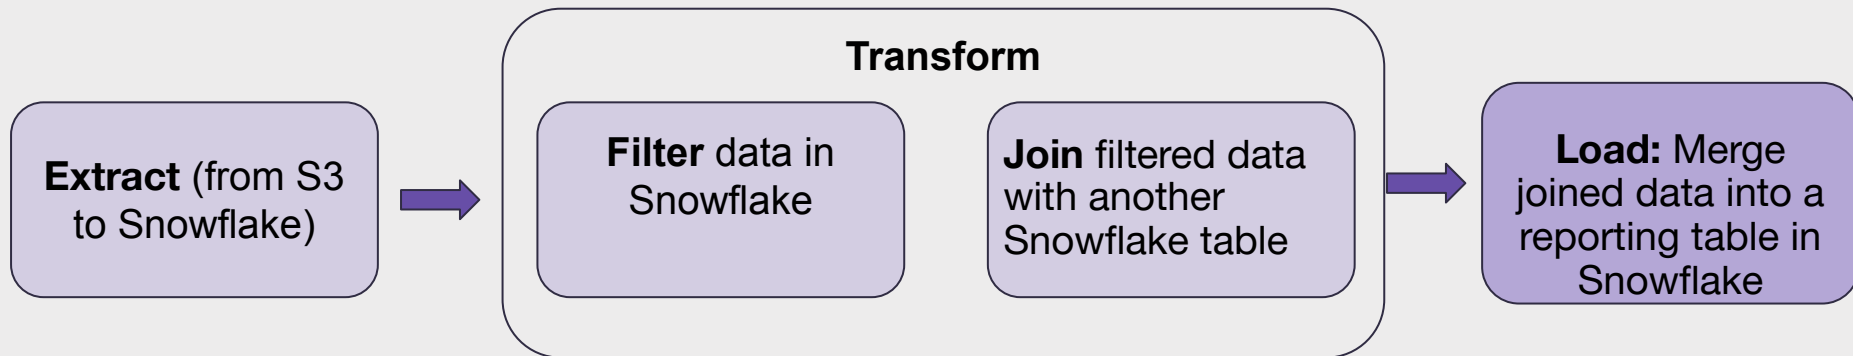 Transform
Extract (from S3
to Snowflake)
Filter data in
Snowflake
Join filtered data
with another
Snowflake table
Load: Merge
joined data into a
reporting table in
Snowflake